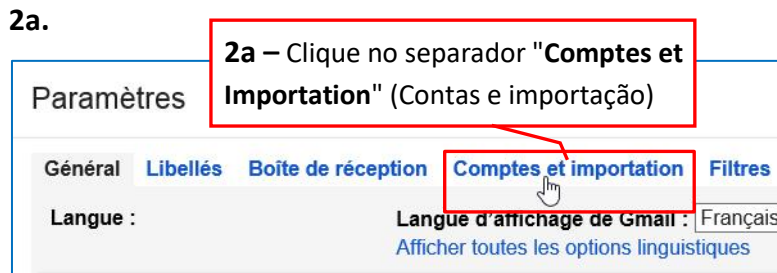 2a.
2a – Clique no separador "Comptes et
Importation" (Contas e importação)
Paramètres
Général Libellés Boîte de réception Comptes et importation Filtres
Langue : Langue d'affichage de Gmail : Français
Afficher toutes les options linguistiques